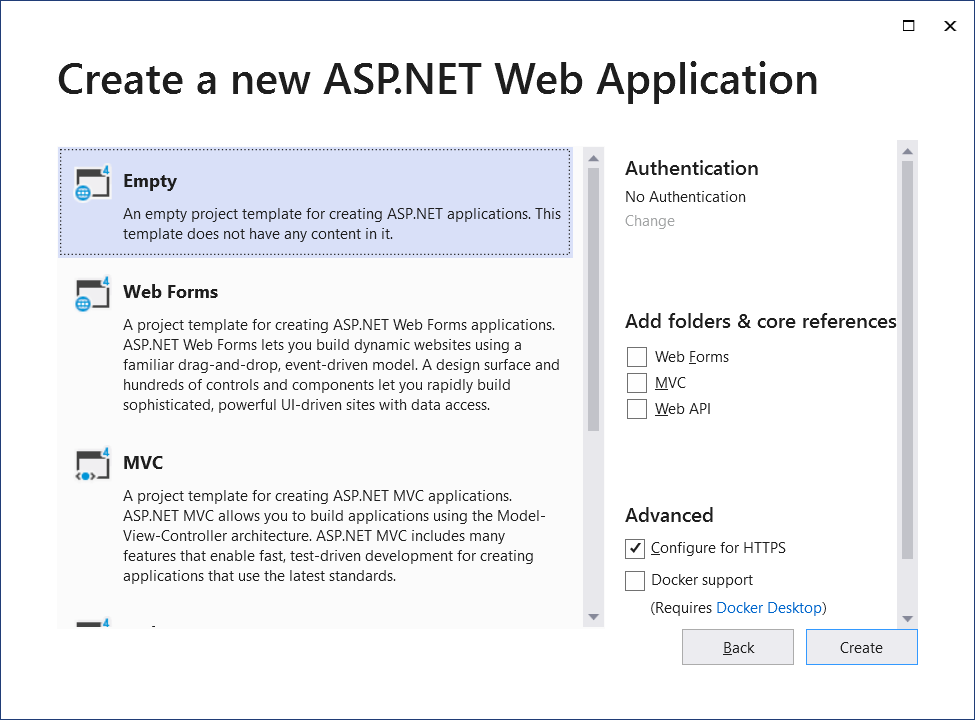 Create a new ASP.NET Web Application
4
Empty
An empty project template for creating ASP.NET applications. This
template does not have any content in it.
4
Web Forms
A project template for creating ASP.NET Web Forms applications.
ASP.NET Web Forms lets you build dynamic websites using a
familiar drag-and-drop, event-driven model. A design surface and
hundreds of controls and components let you rapidly build
sophisticated, powerful UI-driven sites with data access.
4
MVC
A project template for creating ASP.NET MVC applications.
ASP.NET MVC allows you to build applications using the Model-
View-Controller architecture. ASP.NET MVC includes many
features that enable fast, test-driven development for creating
applications that use the latest standards.
4
Authentication
No Authentication
Change
Add folders & core references
Web Forms
MVC
Web API
Advanced
Configure for HTTPS
Docker support
(Requires Docker Desktop)
Back
Create